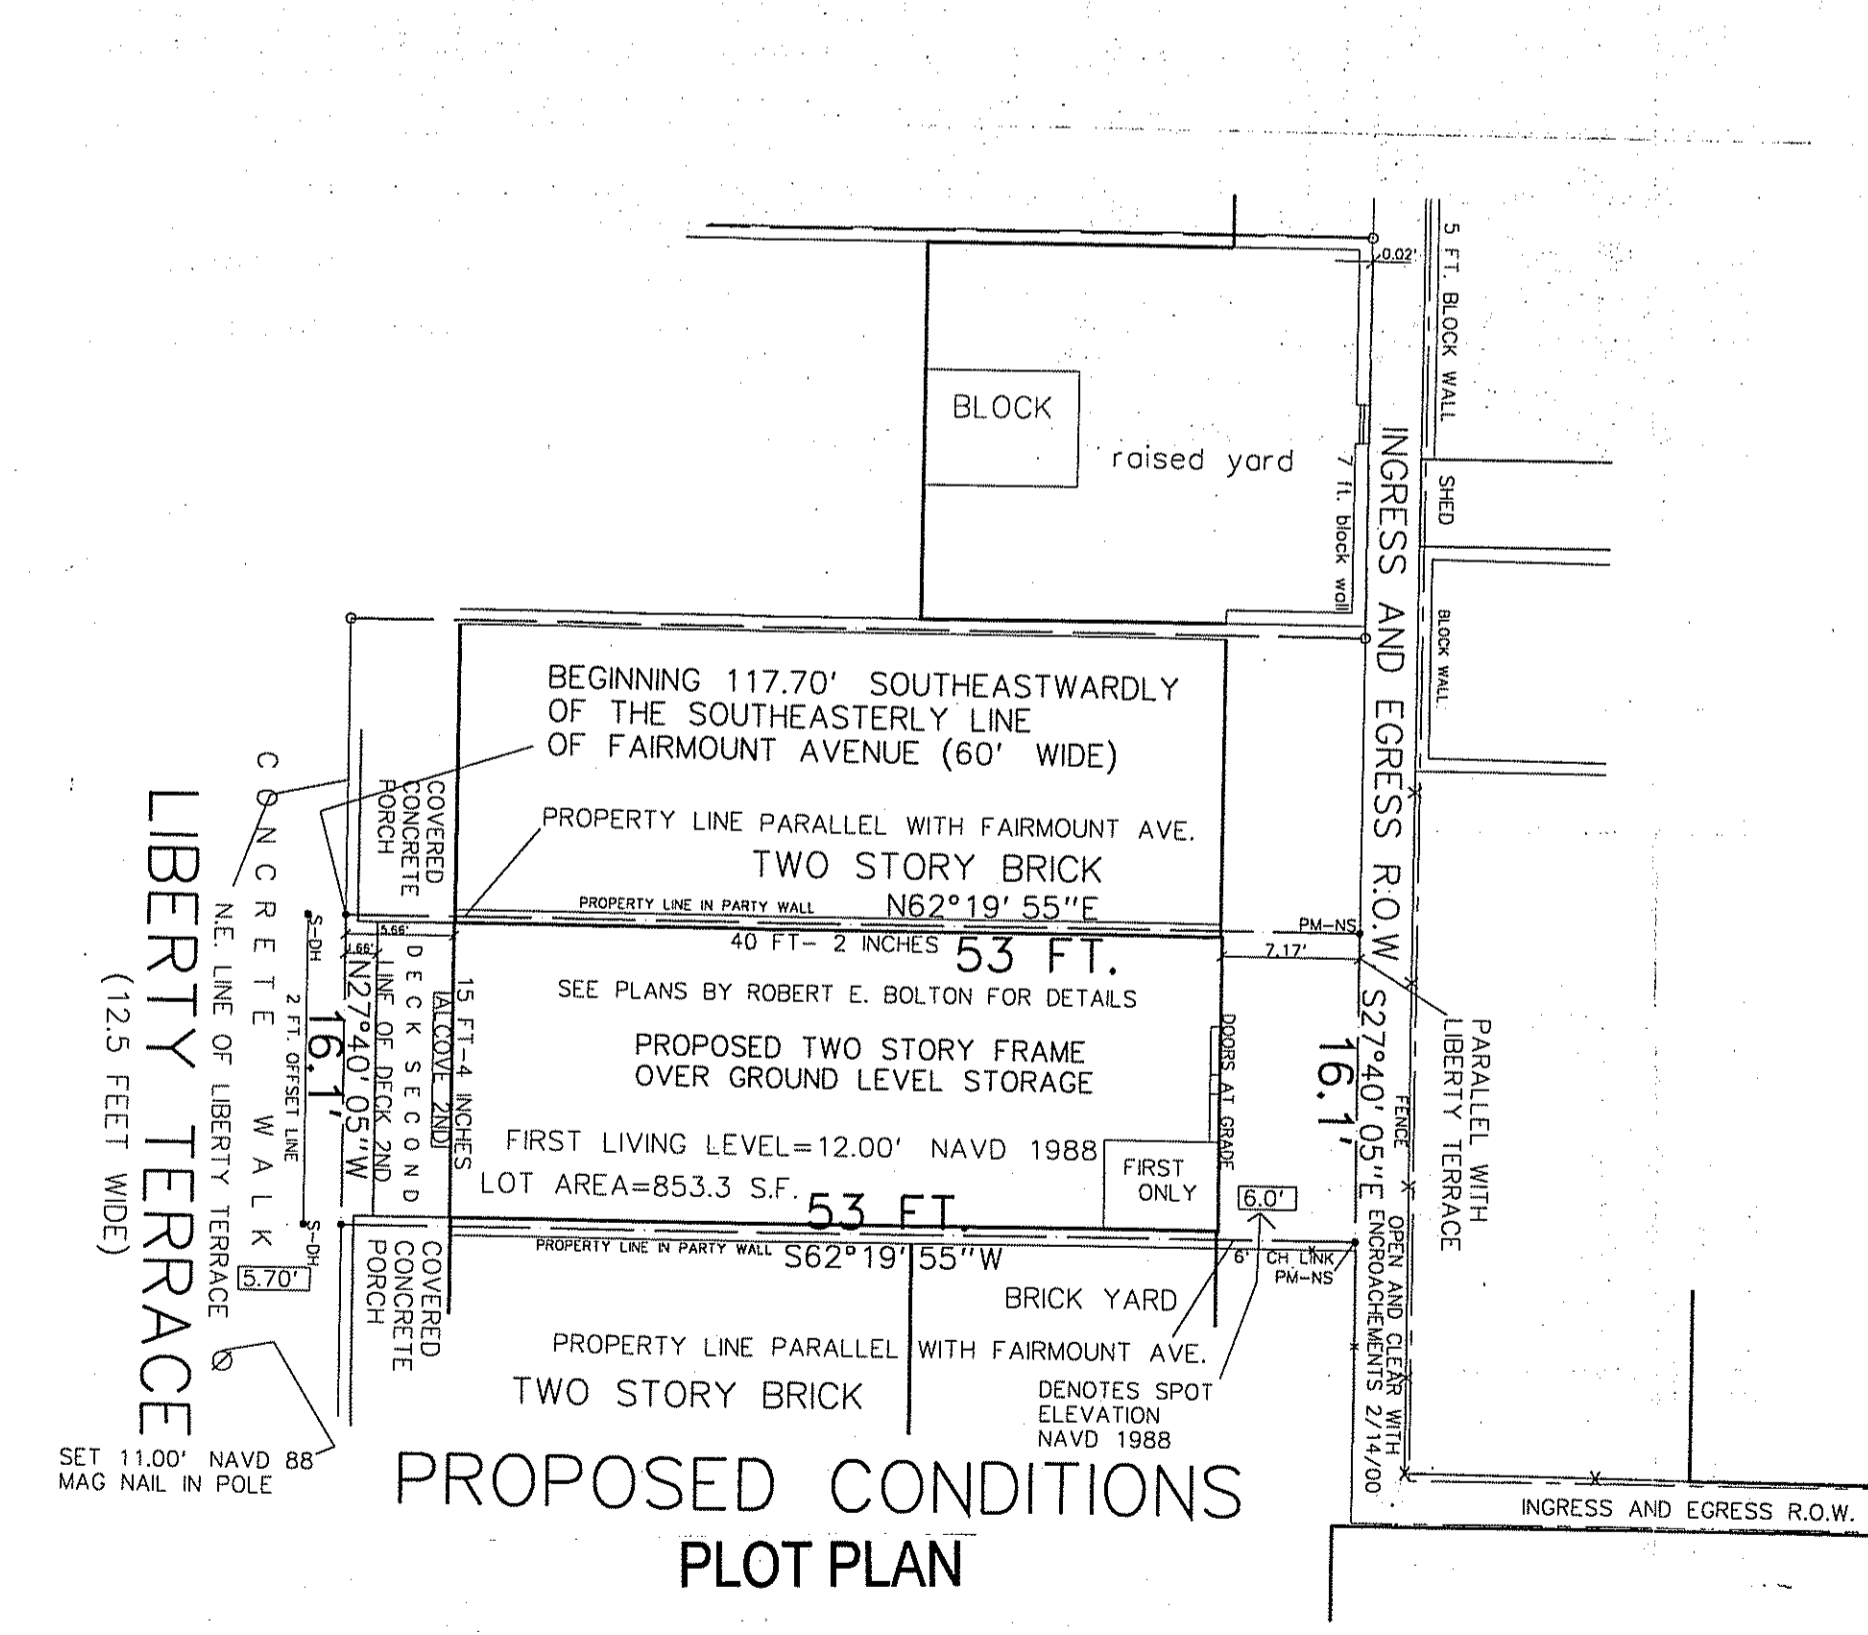 0.02'
5 FT. BLOCK WALL
BLOCK
raised yard
7 ft. block wall
SHED
BLOCK WALL
INGRESS AND EGRESS R.O.W.
BEGINNING 117.70' SOUTHEASTWARDLY
OF THE SOUTHEASTERLY LINE
OF FAIRMOUNT AVENUE (60' WIDE)
COVERED
CONCRETE
PORCH
PROPERTY LINE PARALLEL WITH FAIRMOUNT AVE.
TWO STORY BRICK
PROPERTY LINE IN PARTY WALL
N62°19'55"E
PM-NS
40 FT- 2 INCHES
53 FT.
7.17'
5.66'
1.66'
SEE PLANS BY ROBERT E. BOLTON FOR DETAILS
PROPOSED TWO STORY FRAME
OVER GROUND LEVEL STORAGE
FIRST LIVING LEVEL=12.00' NAVD 1988
LOT AREA=853.3 S.F.
53 FT.
FIRST
ONLY
DOORS AT GRADE
15 FT-4 INCHES
ALCOVE 2ND
DECK SECOND
LINE OF DECK 2ND
N27°40'05"W
16.1'
S-DH
2 FT. OFFSET LINE
S-DH
CONCRETE WALK
N.E. LINE OF LIBERTY TERRACE
LIBERTY TERRACE
(12.5 FEET WIDE)
5.70'
16.1'
S27°40'05"E
FENCE
PARALLEL WITH
LIBERTY TERRACE
OPEN AND CLEAR WITH
ENCROACHEMENTS 2/14/00
6.0'
PROPERTY LINE IN PARTY WALL
S62°19'55"W
6' CH. LINK
PM-NS
COVERED
CONCRETE
PORCH
BRICK YARD
PROPERTY LINE PARALLEL WITH FAIRMOUNT AVE.
TWO STORY BRICK
DENOTES SPOT
ELEVATION
NAVD 1988
SET 11.00' NAVD 88
MAG NAIL IN POLE
INGRESS AND EGRESS R.O.W.
PROPOSED CONDITIONS
PLOT PLAN